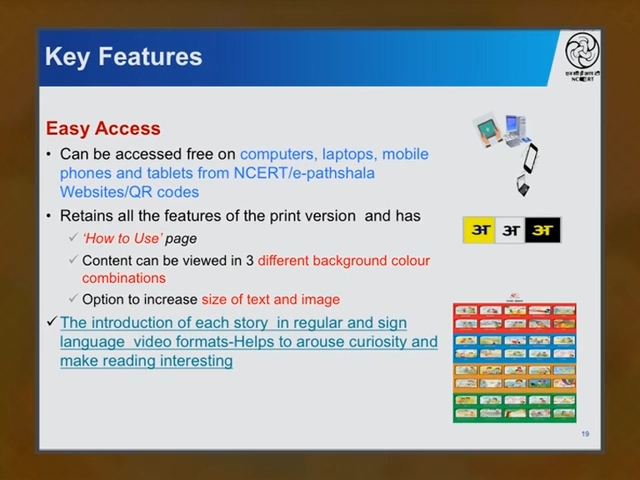 Key Features
एन सी ई आर टी
NCERT
Easy Access
• Can be accessed free on computers, laptops, mobile
phones and tablets from NCERT/e-pathshala
Websites/QR codes
• Retains all the features of the print version and has
✓ ‘How to Use’ page
✓ Content can be viewed in 3 different background colour
combinations
✓ Option to increase size of text and image
✓ The introduction of each story in regular and sign
language video formats-Helps to arouse curiosity and
make reading interesting
अ अ अ
19